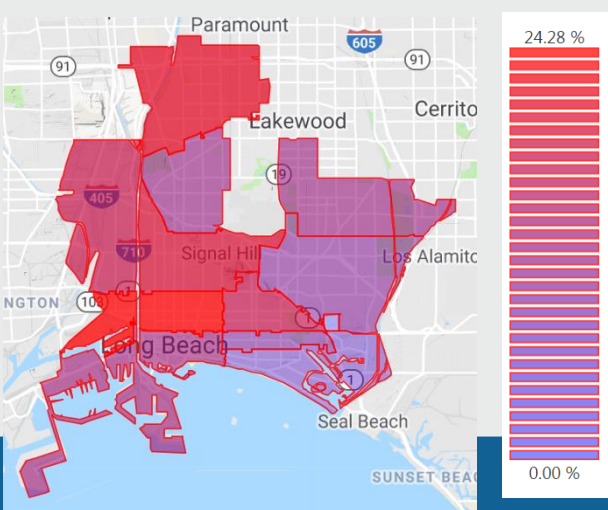 Paramount
605
91
91
Lakewood
Cerrito
19
405
710
Signal Hill
Los Alamitc
NGTON
103
1
1
Long Beach
1
Seal Beach
SUNSET BEAC
24.28 %
0.00 %